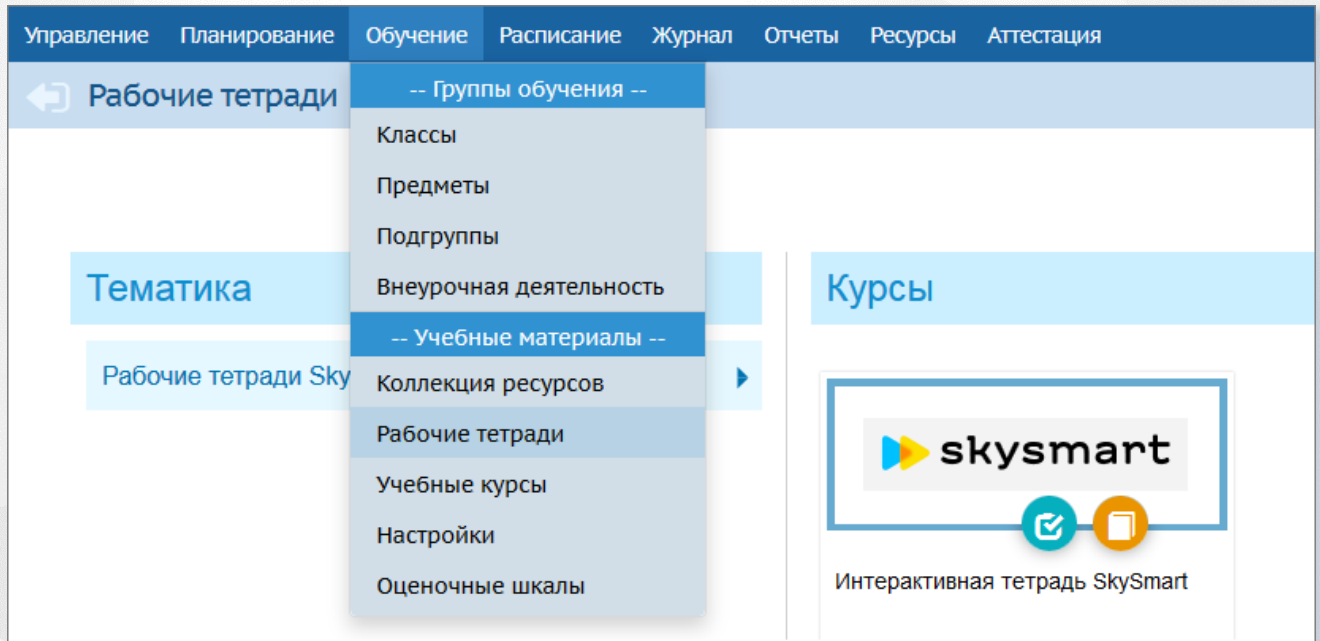 Управление Планирование Обучение Расписание Журнал Отчеты Ресурсы Аттестация
Рабочие тетради
-- Группы обучения --
Классы
Предметы
Подгруппы
Внеурочная деятельность
-- Учебные материалы --
Коллекция ресурсов
Рабочие тетради
Учебные курсы
Настройки
Оценочные шкалы
Тематика
Рабочие тетради Sky
Курсы
skysmart
Интерактивная тетрадь SkySmart